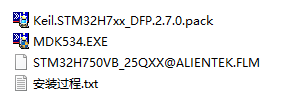 Keil.STM32H7xx_DFP.2.7.0.pack
MDK534.EXE
STM32H750VB_25QXX@ALIENTEK.FLM
安装过程.txt